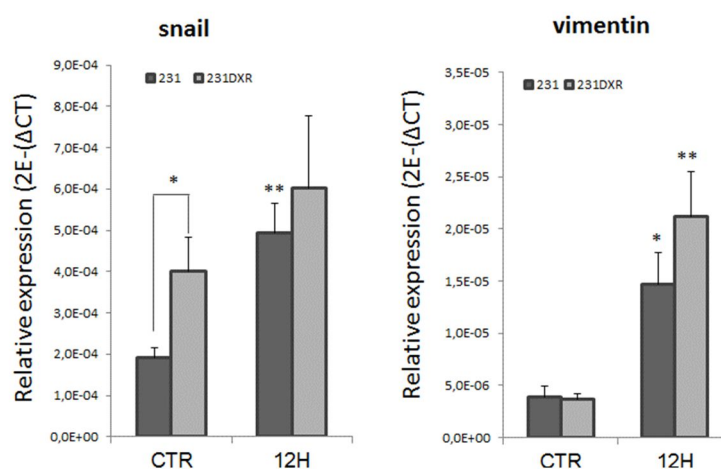 snail
Relative expression (2E-(ΔCT)
9,0E-04
8,0E-04
7,0E-04
6,0E-04
5,0E-04
4,0E-04
3,0E-04
2,0E-04
1,0E-04
0,0E+00
231 231DXR
*
**
CTR 12H
vimentin
Relative expression (2E-(ΔCT)
3,5E-05
3,0E-05
2,5E-05
2,0E-05
1,5E-05
1,0E-05
5,0E-06
0,0E+00
231 231DXR
*
**
CTR 12H